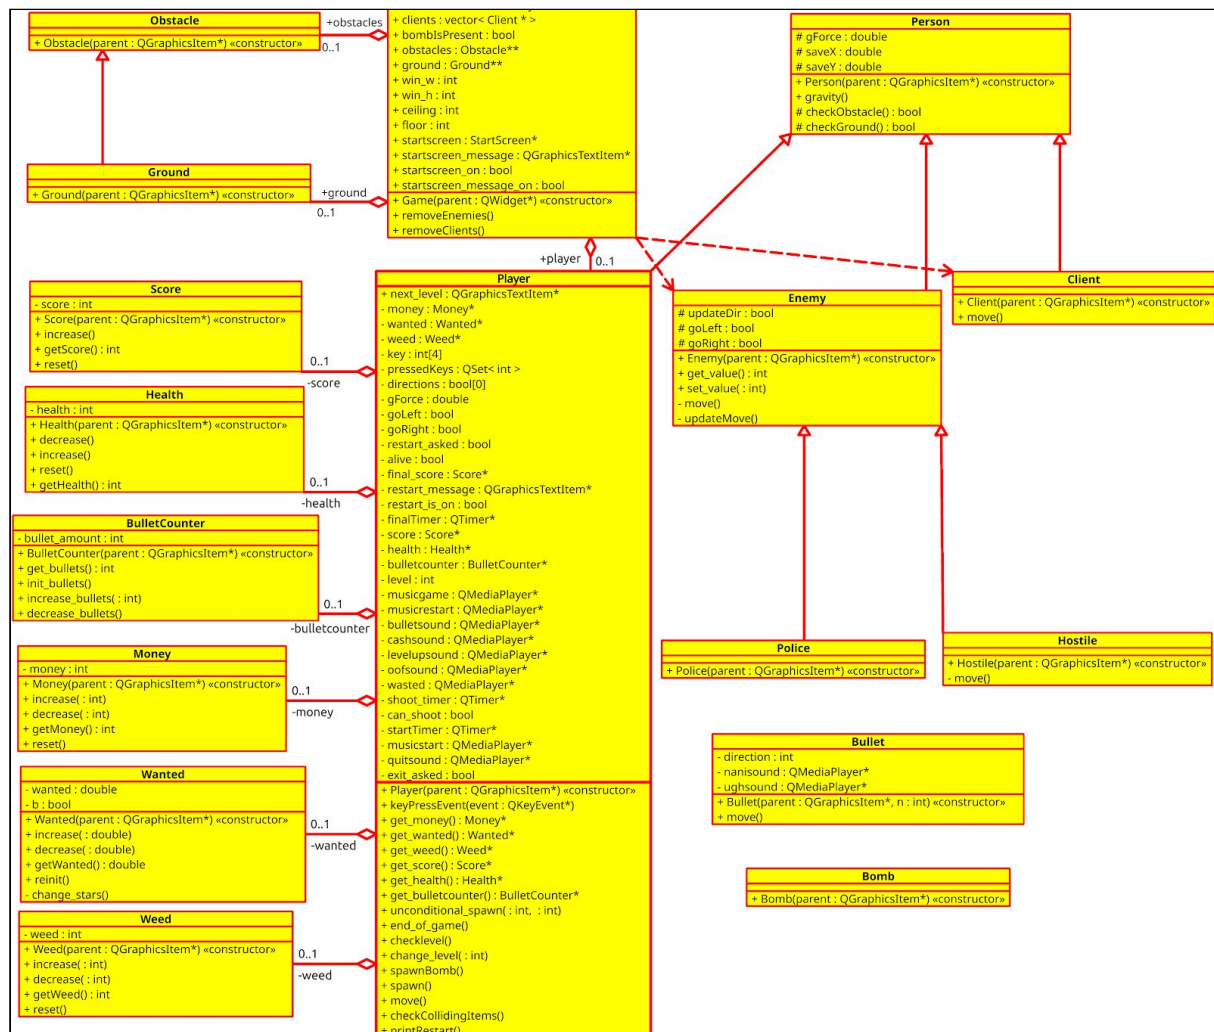 Obstacle
+ Obstacle(parent : QGraphicsItem*) «constructor»
+obstacles
0..1
+ clients : vector< Client * >
+ bombIsPresent : bool
+ obstacles : Obstacle**
+ ground : Ground**
+ win_w : int
+ win_h : int
+ ceiling : int
+ floor : int
+ startscreen : StartScreen*
+ startscreen_message : QGraphicsTextItem*
+ startscreen_on : bool
+ startscreen_message_on : bool
+ Game(parent : QWidget*) «constructor»
+ removeEnemies()
+ removeClients()
Person
# gForce : double
# saveX : double
# saveY : double
+ Person(parent : QGraphicsItem*) «constructor»
+ gravity()
# checkObstacle() : bool
# checkGround() : bool
Ground
+ Ground(parent : QGraphicsItem*) «constructor»
+ground
0..1
+player
0..1
Score
- score : int
+ Score(parent : QGraphicsItem*) «constructor»
+ increase()
+ getScore() : int
+ reset()
0..1
-score
Health
- health : int
+ Health(parent : QGraphicsItem*) «constructor»
+ decrease()
+ increase()
+ reset()
+ getHealth() : int
0..1
-health
BulletCounter
- bullet_amount : int
+ BulletCounter(parent : QGraphicsItem*) «constructor»
+ get_bullets() : int
+ init_bullets()
+ increase_bullets( : int)
+ decrease_bullets()
0..1
-bulletcounter
Money
- money : int
+ Money(parent : QGraphicsItem*) «constructor»
+ increase( : int)
+ decrease( : int)
+ getMoney() : int
+ reset()
0..1
-money
Wanted
- wanted : double
- b : bool
+ Wanted(parent : QGraphicsItem*) «constructor»
+ increase( : double)
+ decrease( : double)
+ getWanted() : double
+ reinit()
- change_stars()
0..1
-wanted
Weed
- weed : int
+ Weed(parent : QGraphicsItem*) «constructor»
+ increase( : int)
+ decrease( : int)
+ getWeed() : int
+ reset()
0..1
-weed
Player
+ next_level : QGraphicsTextItem*
- money : Money*
- wanted : Wanted*
- weed : Weed*
- key : int[4]
- pressedKeys : QSet< int >
- directions : bool[0]
- gForce : double
- goLeft : bool
- goRight : bool
- restart_asked : bool
- alive : bool
- final_score : Score*
- restart_message : QGraphicsTextItem*
- restart_is_on : bool
- finalTimer : QTimer*
- score : Score*
- health : Health*
- bulletcounter : BulletCounter*
- level : int
- musicgame : QMediaPlayer*
- musicrestart : QMediaPlayer*
- bulletsound : QMediaPlayer*
- cashsound : QMediaPlayer*
- levelupsound : QMediaPlayer*
- oofsound : QMediaPlayer*
- wasted : QMediaPlayer*
- shoot_timer : QTimer*
- can_shoot : bool
- startTimer : QTimer*
- musicstart : QMediaPlayer*
- quitsound : QMediaPlayer*
- exit_asked : bool
+ Player(parent : QGraphicsItem*) «constructor»
+ keyPressEvent(event : QKeyEvent*)
+ get_money() : Money*
+ get_wanted() : Wanted*
+ get_weed() : Weed*
+ get_score() : Score*
+ get_health() : Health*
+ get_bulletcounter() : BulletCounter*
+ unconditional_spawn( : int, : int)
+ end_of_game()
+ checklevel()
+ change_level( : int)
+ spawnBomb()
+ spawn()
+ move()
+ checkCollidingItems()
+ printRestart()
Enemy
# updateDir : bool
# goLeft : bool
# goRight : bool
+ Enemy(parent : QGraphicsItem*) «constructor»
+ get_value() : int
+ set_value( : int)
- move()
- updateMove()
Client
+ Client(parent : QGraphicsItem*) «constructor»
+ move()
Police
+ Police(parent : QGraphicsItem*) «constructor»
Hostile
+ Hostile(parent : QGraphicsItem*) «constructor»
- move()
Bullet
- direction : int
- nanisound : QMediaPlayer*
- ughsound : QMediaPlayer*
+ Bullet(parent : QGraphicsItem*, n : int) «constructor»
+ move()
Bomb
+ Bomb(parent : QGraphicsItem*) «constructor»